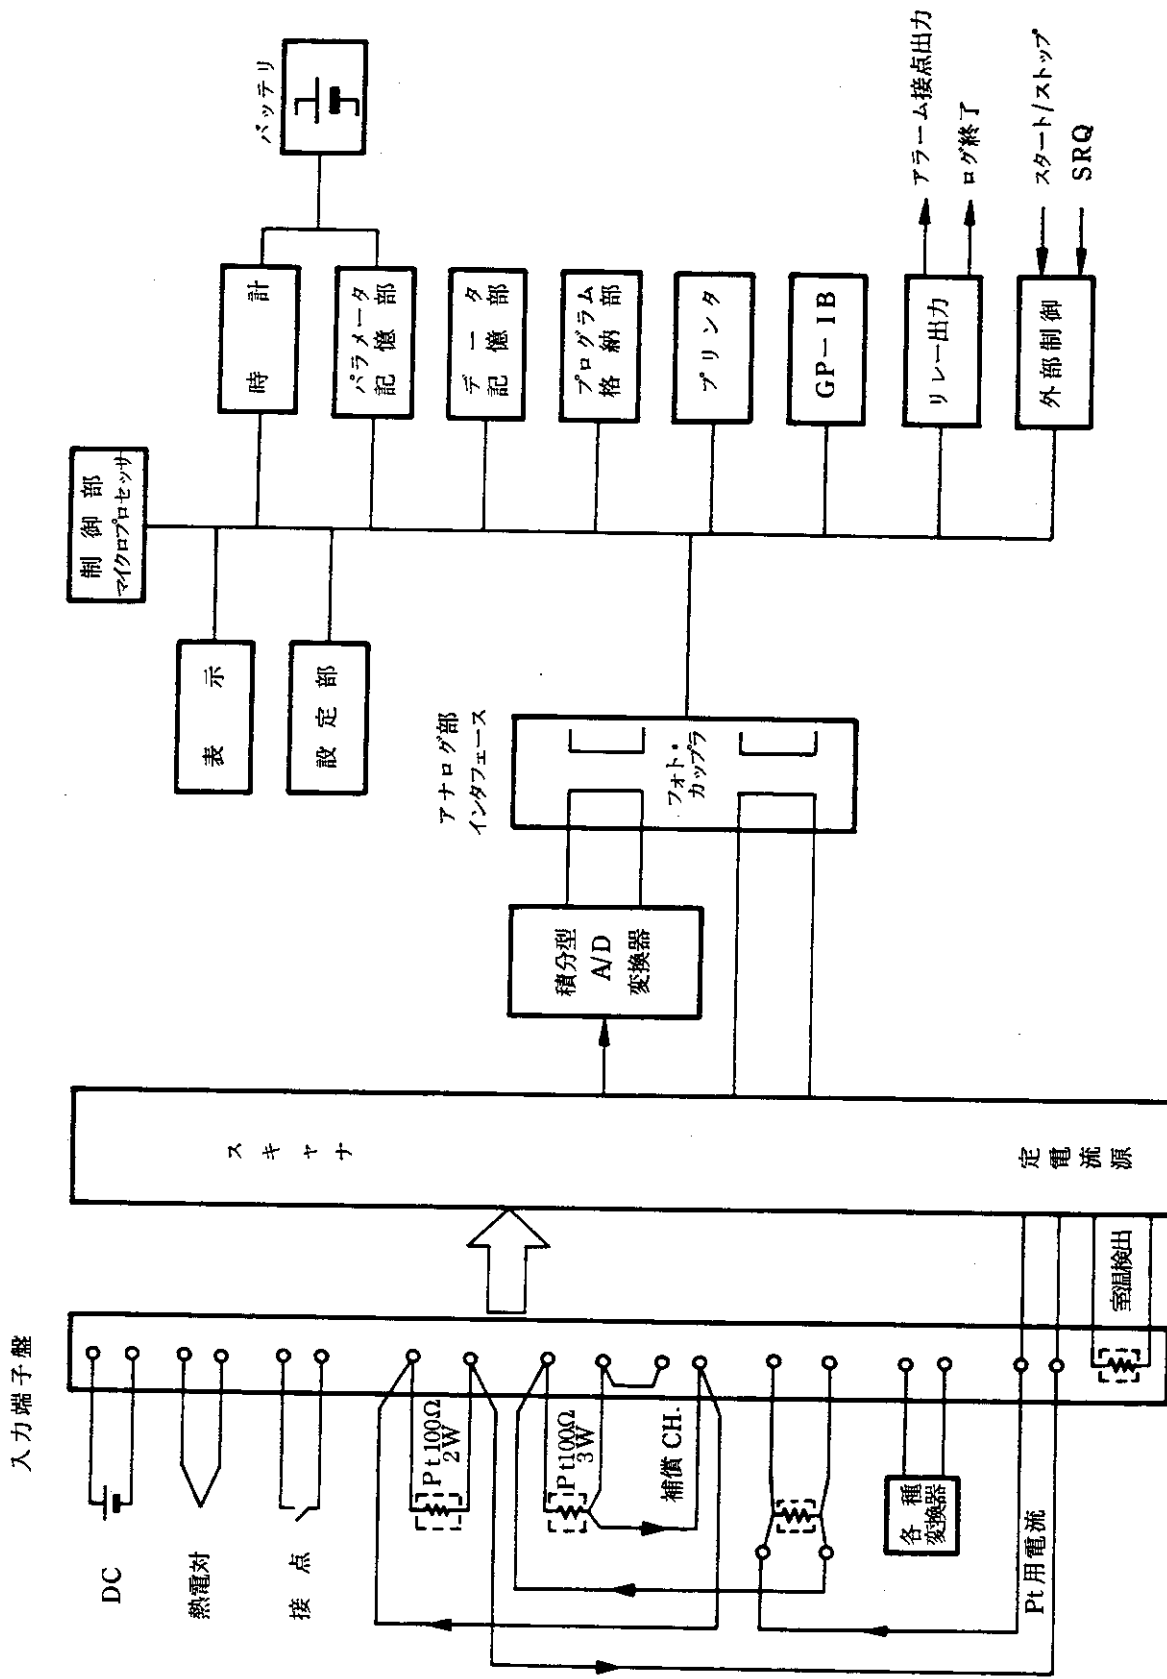 入力端子盤
DC
熱電対
接点
Pt100Ω
2W
Pt100Ω
3W
補償CH.
各種
変換器
Pt用電流
室温検出
スキャナ
定電流源
積分型
A/D
変換器
アナログ部
インタフェース
フォト・
カップラ
表示
設定部
制御部
マイクロプロセッサ
時計
パラメータ
記憶部
データ
記憶部
プログラム
格納部
プリンタ
GP-IB
リレー出力
外部制御
バッテリ
アラーム接点出力
ログ終了
スタート/ストップ
SRQ